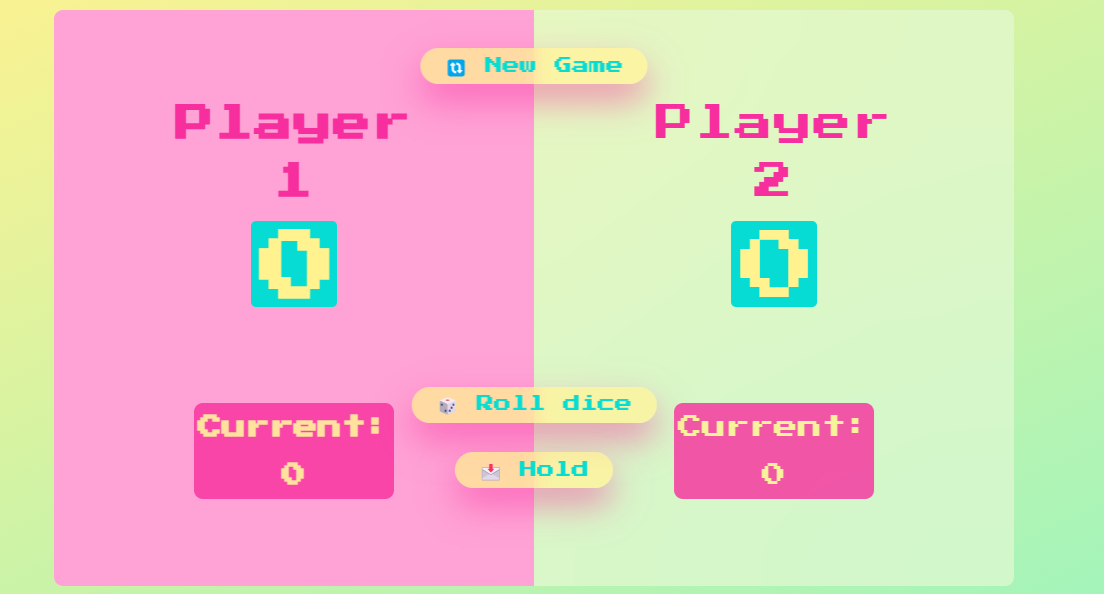 🔃 New Game
Player
1
0
Current:
0
Player
2
0
Current:
0
🎲 Roll dice
📩 Hold